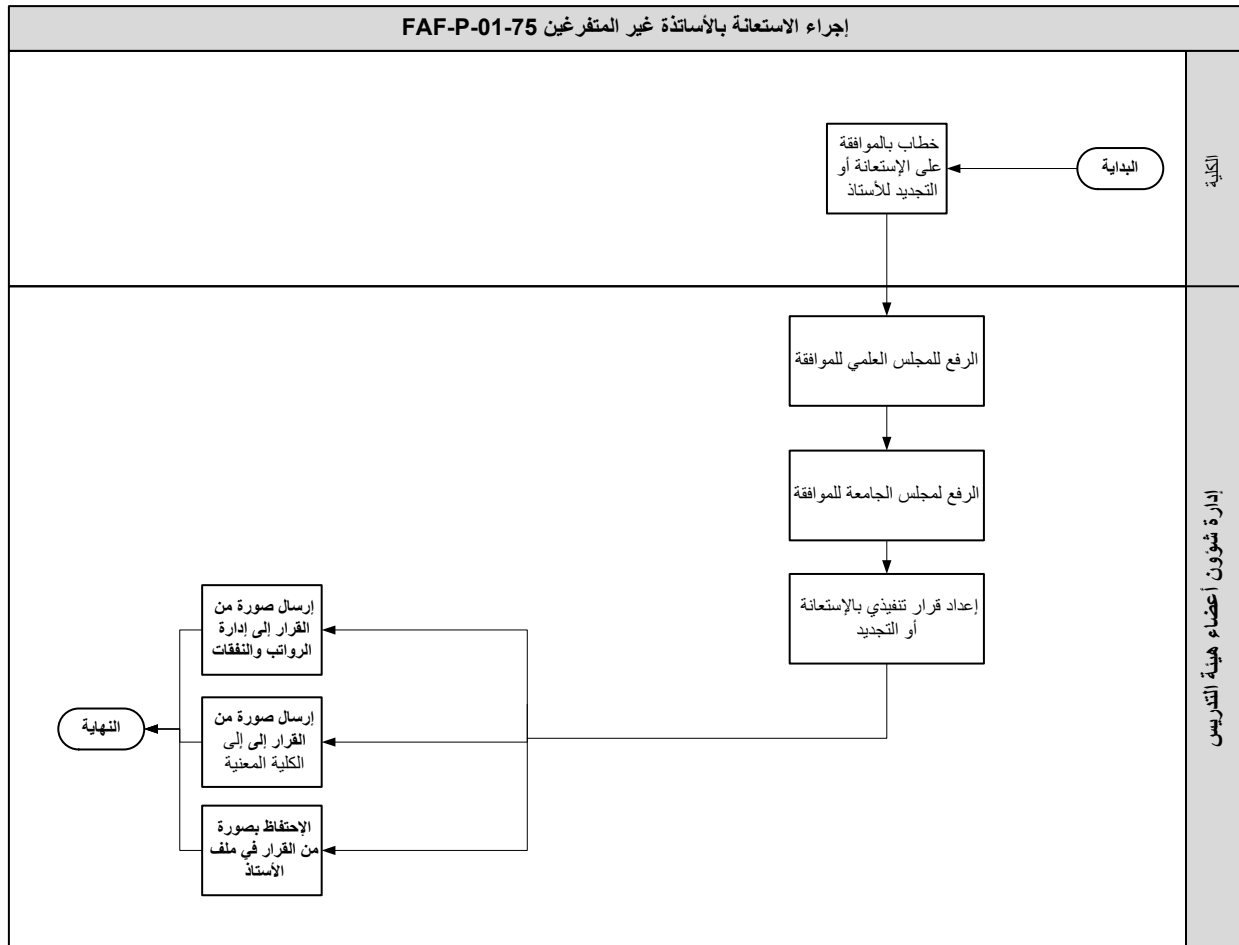 إجراء الاستعانة بالأساتذة غير المتفرغين FAF-P-01-75
الكلية
البداية
خطاب بالموافقة
على الإستعانة أو
التجديد للأستاذ
إدارة شؤون أعضاء هيئة التدريس
الرفع للمجلس العلمي للموافقة
الرفع لمجلس الجامعة للموافقة
إعداد قرار تنفيذي بالإستعانة
أو التجديد
إرسال صورة من
القرار إلى إدارة
الرواتب والنفقات
إرسال صورة من
القرار إلى إلى
الكلية المعنية
الإحتفاظ بصورة
من القرار في ملف
الأستاذ
النهاية